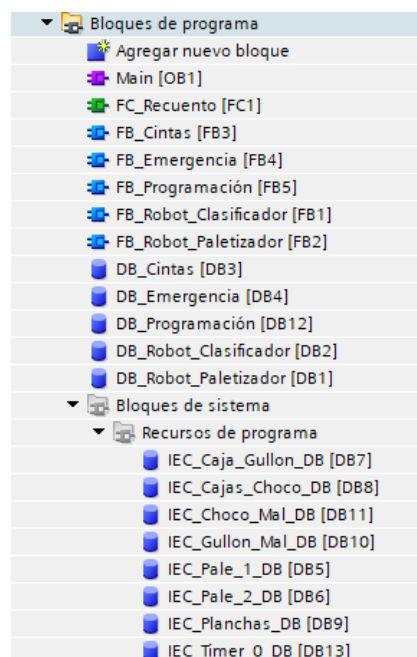 Bloques de programa
Agregar nuevo bloque
Main [OB1]
FC_Recuento [FC1]
FB_Cintas [FB3]
FB_Emergencia [FB4]
FB_Programación [FB5]
FB_Robot_Clasificador [FB1]
FB_Robot_Paletizador [FB2]
DB_Cintas [DB3]
DB_Emergencia [DB4]
DB_Programación [DB12]
DB_Robot_Clasificador [DB2]
DB_Robot_Paletizador [DB1]
Bloques de sistema
Recursos de programa
IEC_Caja_Gullon_DB [DB7]
IEC_Cajas_Choco_DB [DB8]
IEC_Choco_Mal_DB [DB11]
IEC_Gullon_Mal_DB [DB10]
IEC_Pale_1_DB [DB5]
IEC_Pale_2_DB [DB6]
IEC_Planchas_DB [DB9]
IEC_Timer_0_DB [DB13]